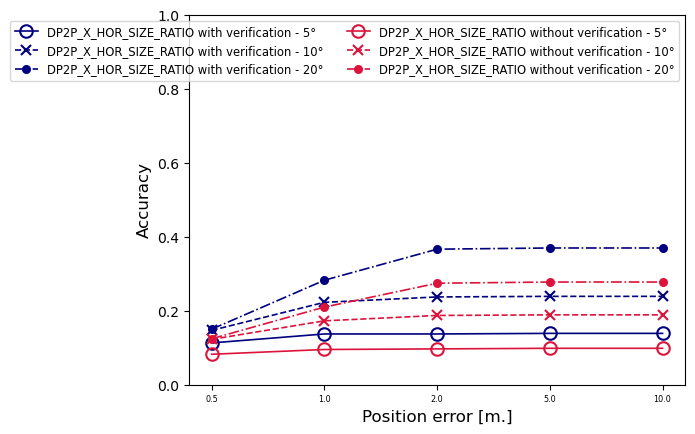 DP2P_X_HOR_SIZE_RATIO with verification - 5° DP2P_X_HOR_SIZE_RATIO without verification - 5°
DP2P_X_HOR_SIZE_RATIO with verification - 10° DP2P_X_HOR_SIZE_RATIO without verification - 10°
DP2P_X_HOR_SIZE_RATIO with verification - 20° DP2P_X_HOR_SIZE_RATIO without verification - 20°
1.0
0.8
0.6
0.4
0.2
0.0
Accuracy
0.5 1.0 2.0 5.0 10.0
Position error [m.]